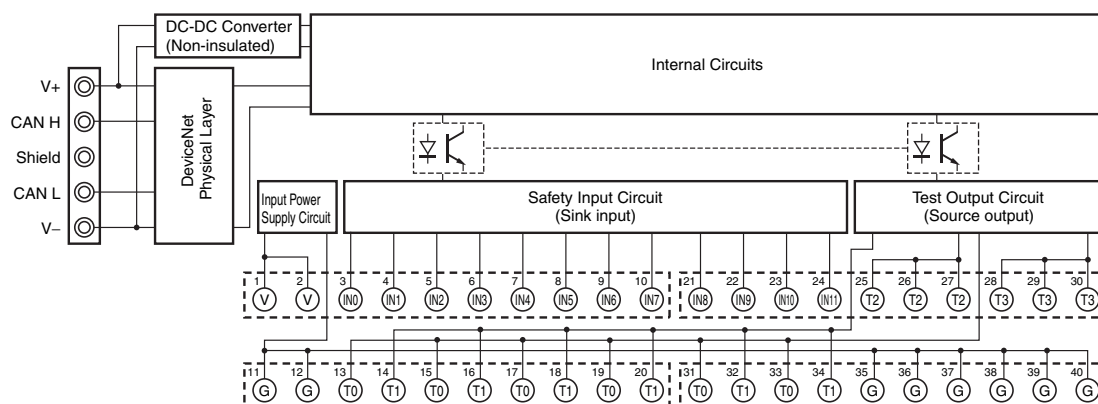 DC-DC Converter
(Non-insulated)
Internal Circuits
V+
CAN H
Shield
CAN L
V–
DeviceNet
Physical Layer
Input Power
Supply Circuit
Safety Input Circuit
(Sink input)
Test Output Circuit
(Source output)
1 2 3 4 5 6 7 8 9 10 21 22 23 24 25 26 27 28 29 30
V V IN0 IN1 IN2 IN3 IN4 IN5 IN6 IN7 IN8 IN9 IN10 IN11 T2 T2 T2 T3 T3 T3
11 12 13 14 15 16 17 18 19 20 31 32 33 34 35 36 37 38 39 40
G G T0 T1 T0 T1 T0 T1 T0 T1 T0 T1 T0 T1 G G G G G G